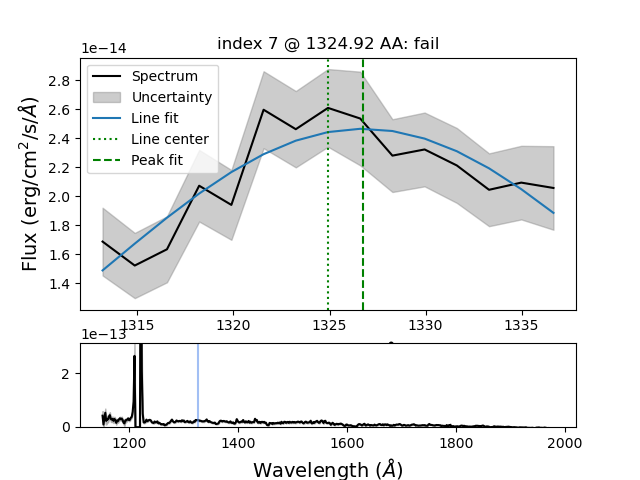 index 7 @ 1324.92 AA: fail
1e−14
Spectrum
Uncertainty
Line fit
Line center
Peak fit
2.8
2.6
2.4
2.2
2.0
1.8
1.6
1.4
Flux (erg/cm²/s/Å)
1315 1320 1325 1330 1335
1e−13
2
0
1200 1400 1600 1800 2000
Wavelength (Å)